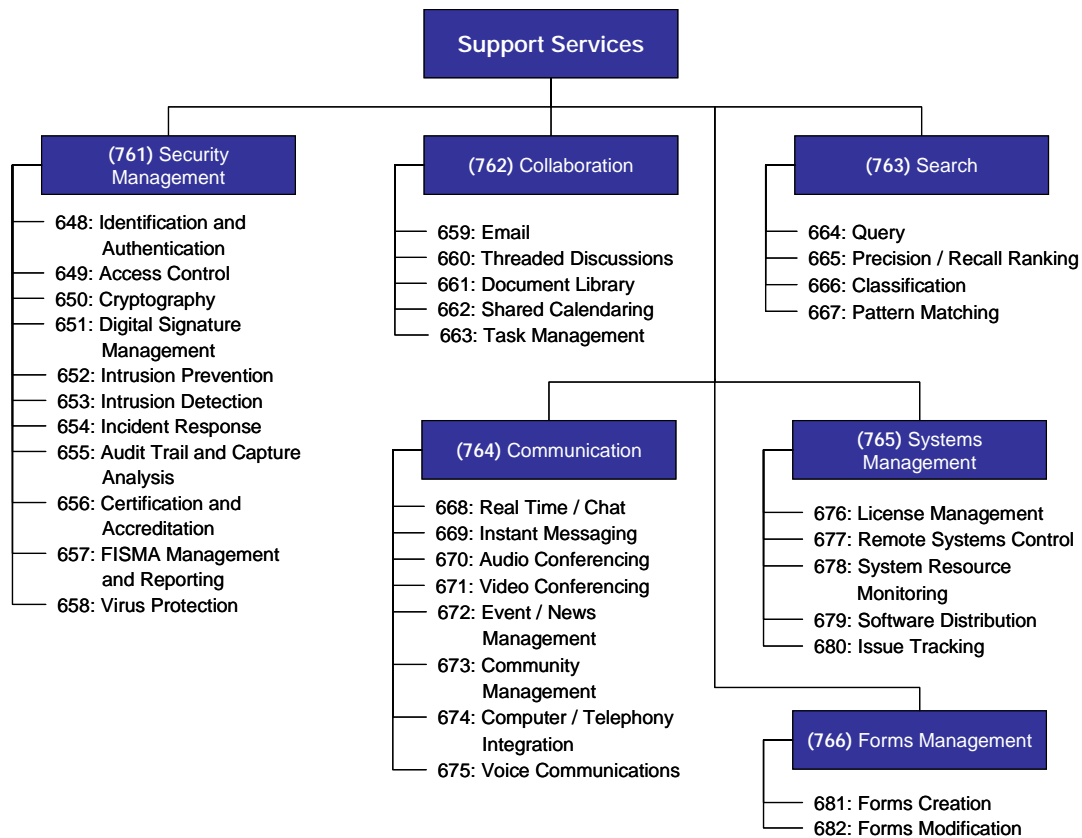 Support Services
(761) Security
Management
648: Identification and
Authentication
649: Access Control
650: Cryptography
651: Digital Signature
Management
652: Intrusion Prevention
653: Intrusion Detection
654: Incident Response
655: Audit Trail and Capture
Analysis
656: Certification and
Accreditation
657: FISMA Management
and Reporting
658: Virus Protection
(762) Collaboration
659: Email
660: Threaded Discussions
661: Document Library
662: Shared Calendaring
663: Task Management
(763) Search
664: Query
665: Precision / Recall Ranking
666: Classification
667: Pattern Matching
(764) Communication
668: Real Time / Chat
669: Instant Messaging
670: Audio Conferencing
671: Video Conferencing
672: Event / News
Management
673: Community
Management
674: Computer / Telephony
Integration
675: Voice Communications
(765) Systems
Management
676: License Management
677: Remote Systems Control
678: System Resource
Monitoring
679: Software Distribution
680: Issue Tracking
(766) Forms Management
681: Forms Creation
682: Forms Modification